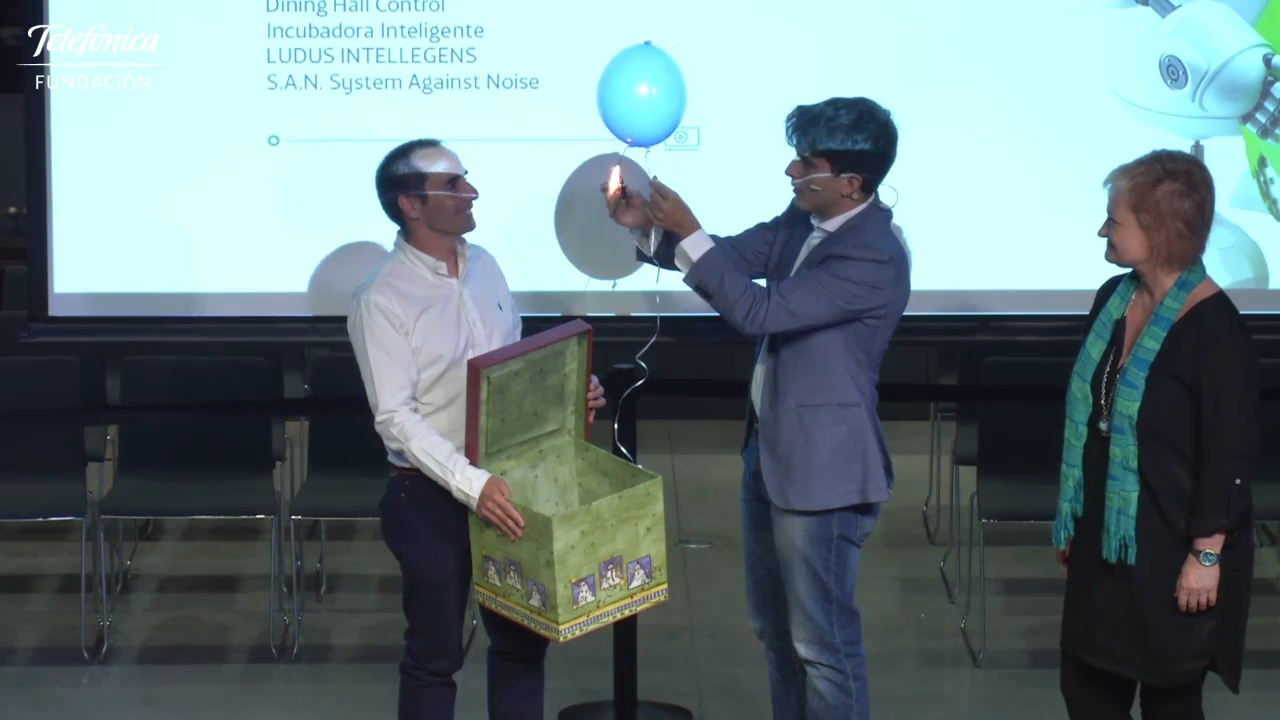 Telefónica
FUNDACIÓN
Dining Hall Control
Incubadora Inteligente
LUDUS INTELLEGENS
S.A.N. System Against Noise